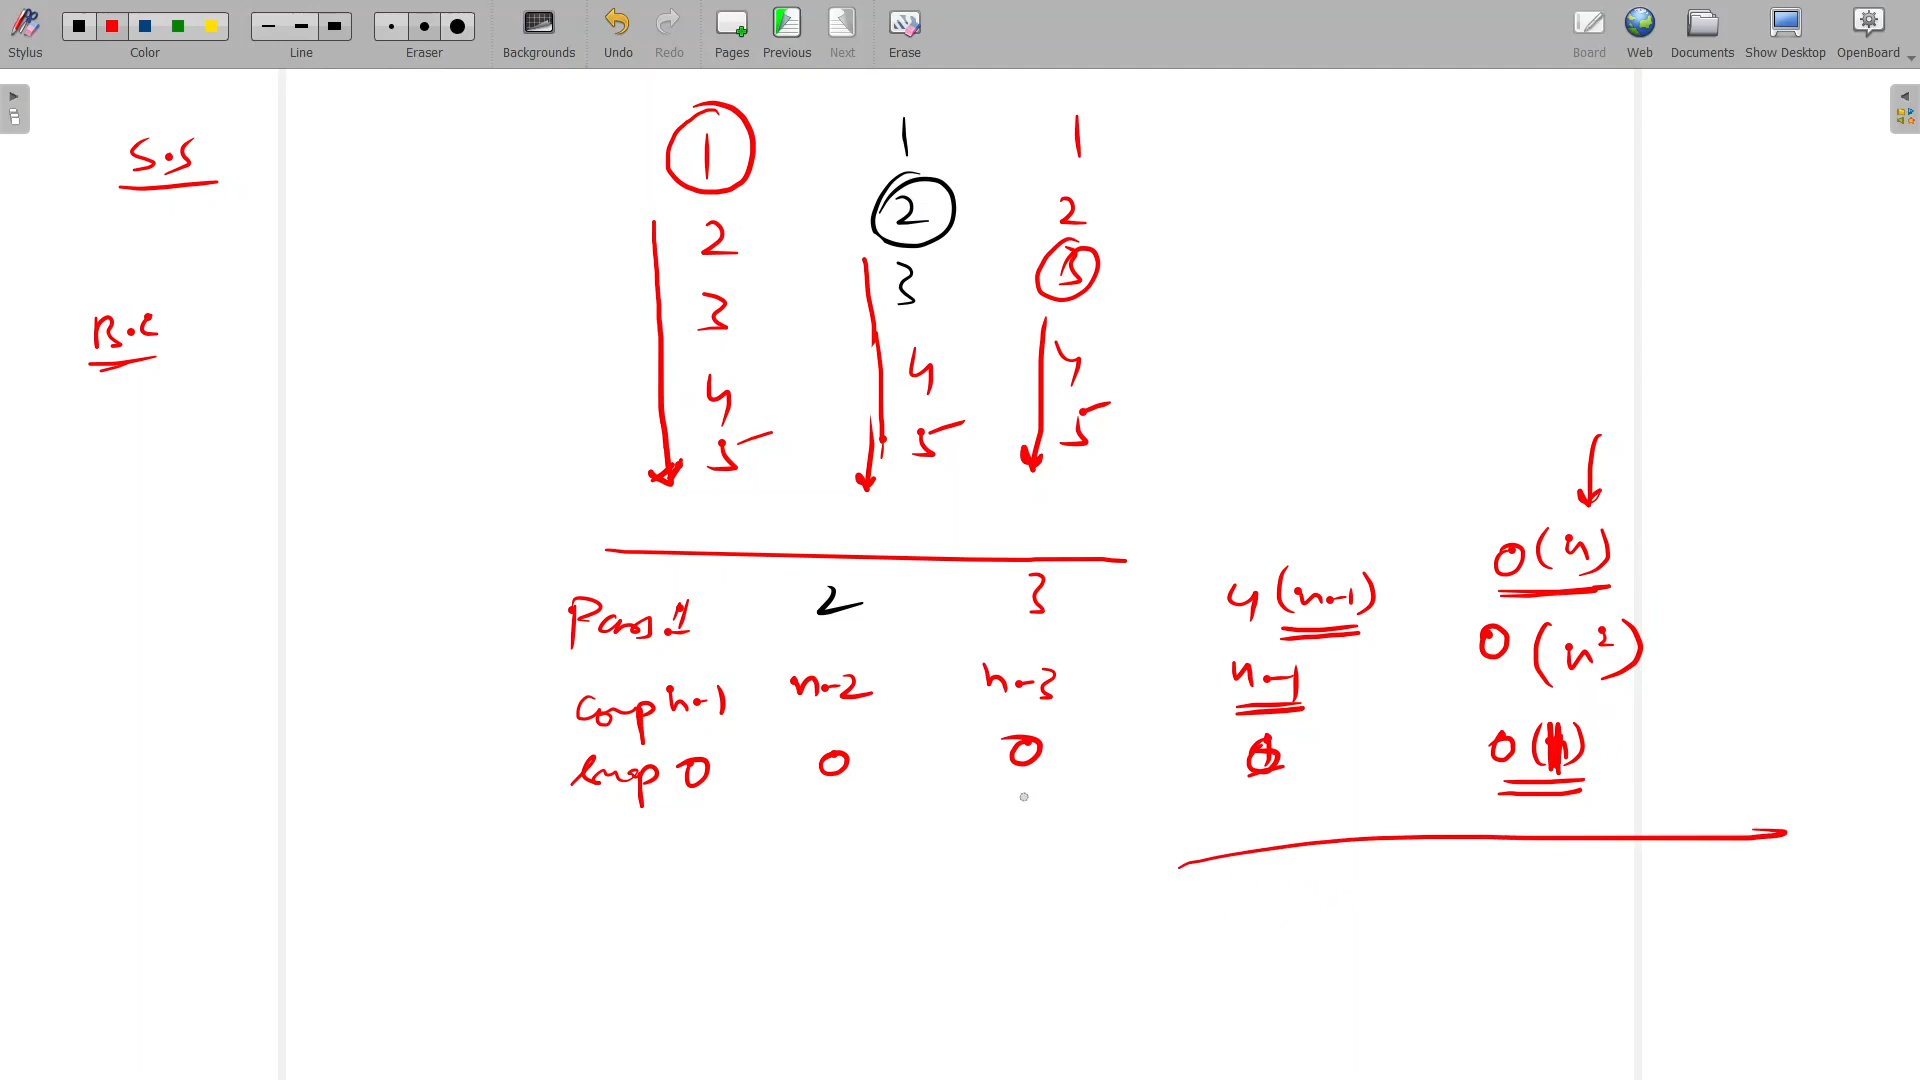 Stylus Color Line Eraser Backgrounds Undo Redo Pages Previous Next Erase Board Web Documents Show Desktop OpenBoard
S.S
B.C
1 1 1
2 2 2
3 3 3
4 4 4
5 5 5
Pass 1 2 3 4 (n-1) O(n)
comp n-1 n-2 n-3 n-1 O(n²)
swap 0 0 0